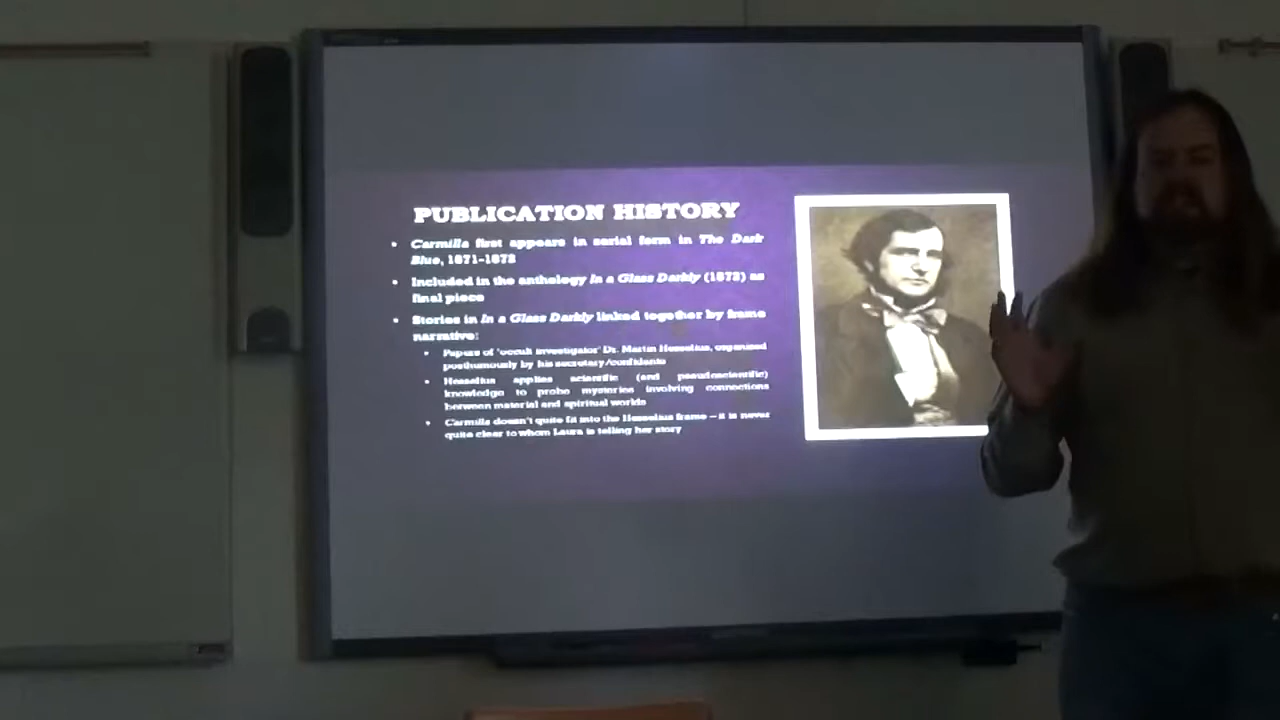 PUBLICATION HISTORY
• Carmilla first appears in serial form in The Dark
Blue, 1871-1872
• Included in the anthology In a Glass Darkly (1872) as
final piece
• Stories in In a Glass Darkly linked together by frame
narrative:
• Papers of 'occult investigator' Dr. Martin Hesselius, organised
posthumously by his secretary/confidante
• Hesselius applies scientific (and pseudoscientific)
knowledge to probe mysteries involving connections
between material and spiritual worlds
• Carmilla doesn't quite fit into the Hesselius frame – it is never
quite clear to whom Laura is telling her story